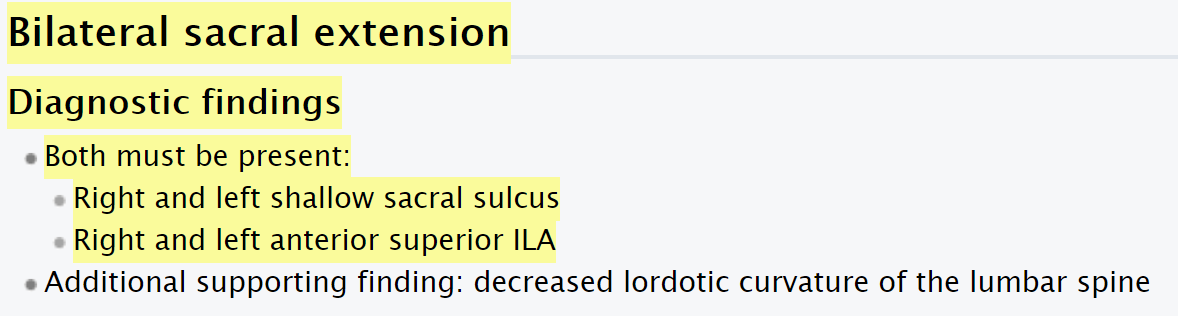 Bilateral sacral extension
Diagnostic findings
Both must be present:
Right and left shallow sacral sulcus
Right and left anterior superior ILA
Additional supporting finding: decreased lordotic curvature of the lumbar spine